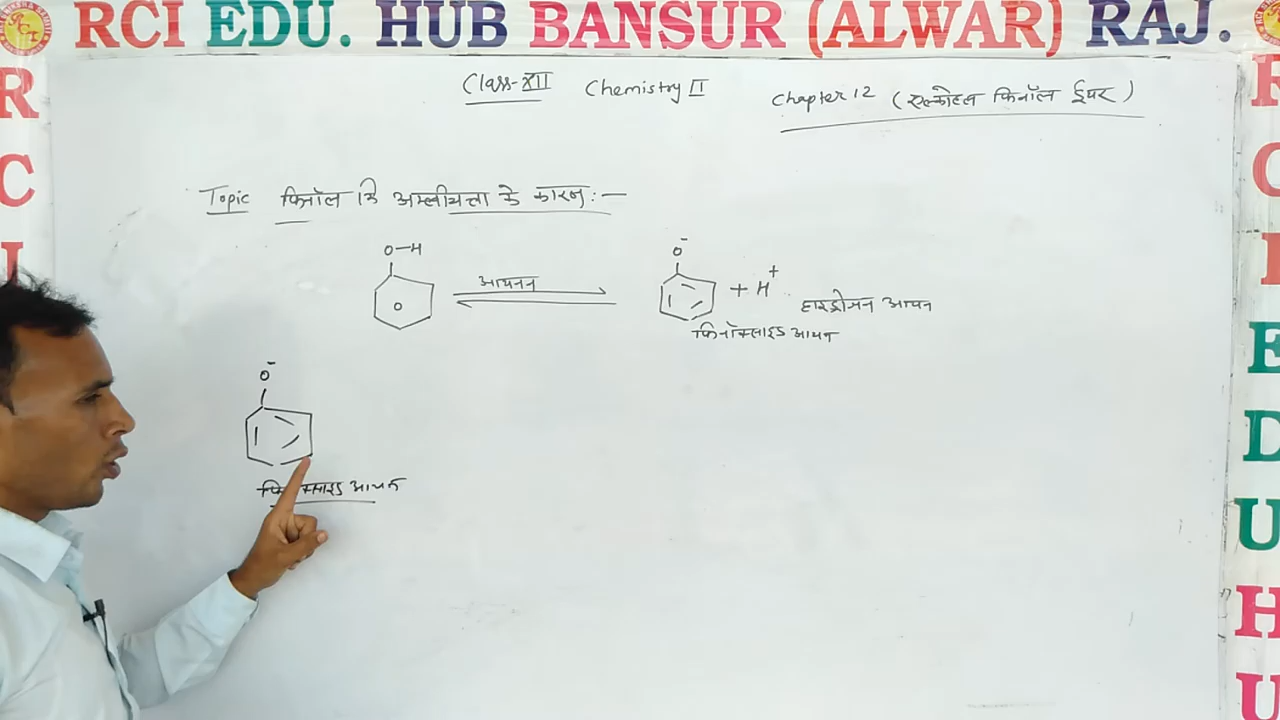 RCI EDU. HUB BANSUR (ALWAR) RAJ.
Class-XII Chemistry II Chapter 12 (एल्कोहल फिनॉल ईथर)
Topic फिनॉल कि अम्लीयत्ता के कारण :-
O-H
आयनन
O⁻
+ H⁺
हाइड्रोजन आयन
फिनॉक्साइड आयन
O⁻
आयन
R
C
I
R
C
I
E
D
U
H
U